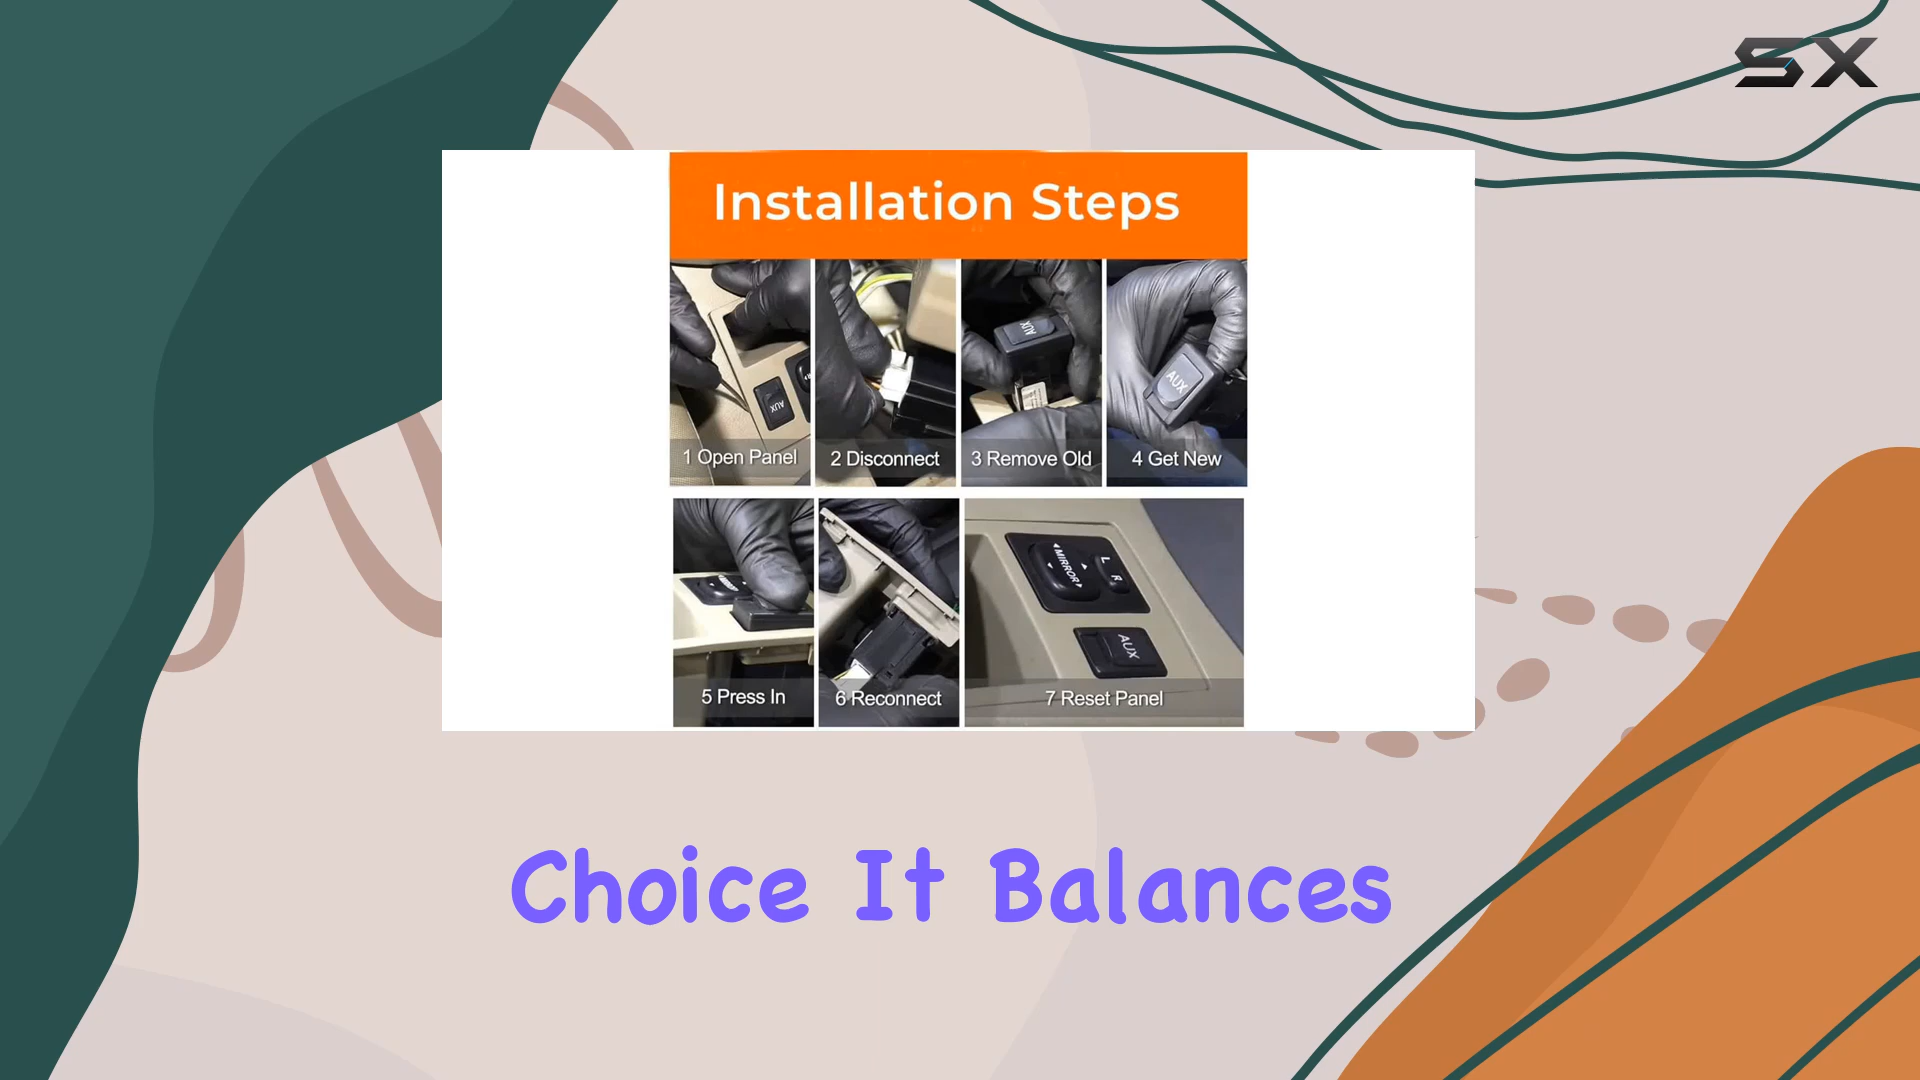 SX
Installation Steps
AUX
AUX
AUX
1 Open Panel
2 Disconnect
3 Remove Old
4 Get New
MIRROR
L
R
AUX
5 Press In
6 Reconnect
7 Reset Panel
Choice It Balances